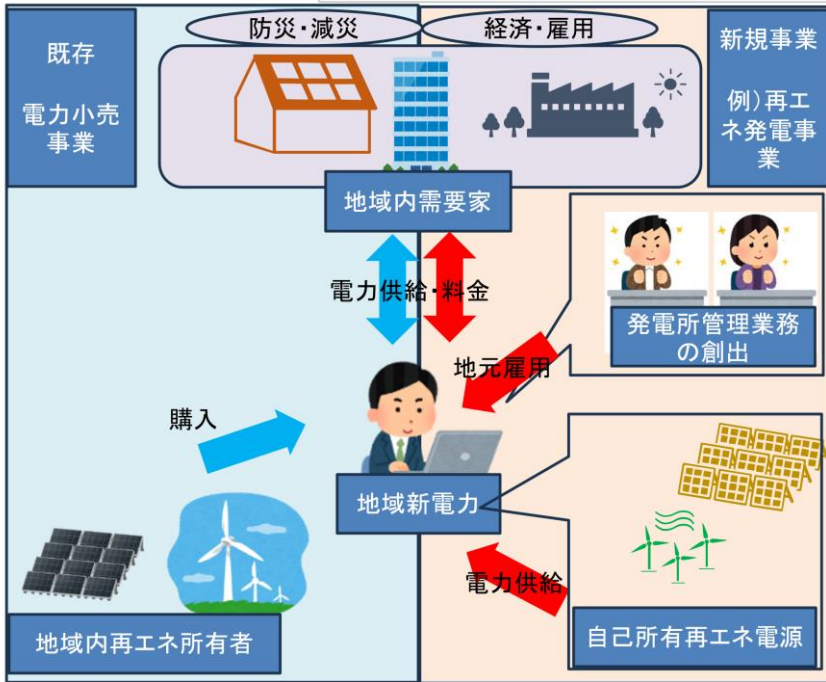 防災・減災
経済・雇用
既存
電力小売
事業
新規事業
例)再エ
ネ発電事
業
地域内需要家
電力供給・料金
発電所管理業務
の創出
地元雇用
購入
地域新電力
電力供給
地域内再エネ所有者
自己所有再エネ電源